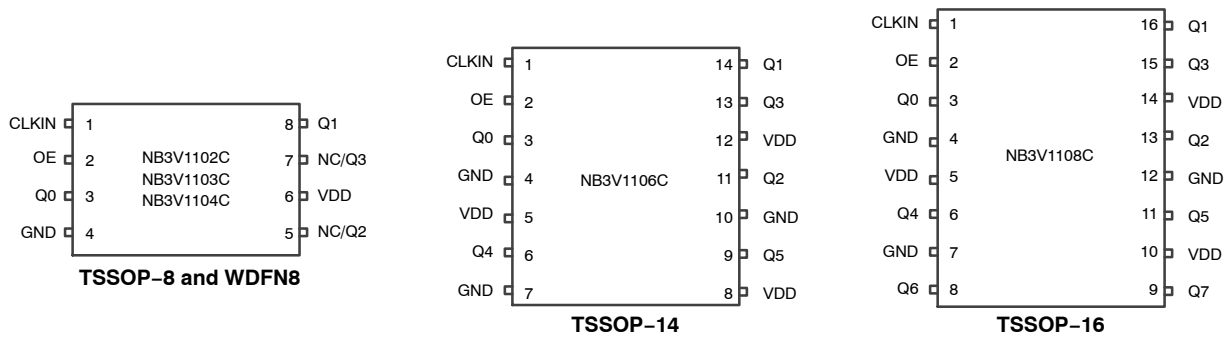 CLKIN 1 8 Q1
OE 2 NB3V1102C 7 NC/Q3
NB3V1103C
Q0 3 NB3V1104C 6 VDD
GND 4 5 NC/Q2
TSSOP−8 and WDFN8
CLKIN 1 14 Q1
OE 2 13 Q3
Q0 3 12 VDD
GND 4 NB3V1106C 11 Q2
VDD 5 10 GND
Q4 6 9 Q5
GND 7 8 VDD
TSSOP−14
CLKIN 1 16 Q1
OE 2 15 Q3
Q0 3 14 VDD
GND 4 NB3V1108C 13 Q2
VDD 5 12 GND
Q4 6 11 Q5
GND 7 10 VDD
Q6 8 9 Q7
TSSOP−16